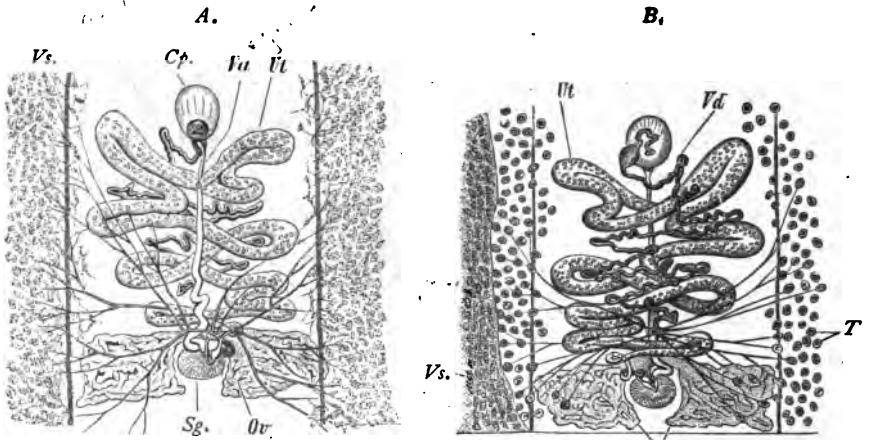 A.
B.
Vs. Cp. Vd Ut
Ut Vd
T
Vs.
Sg. Ov